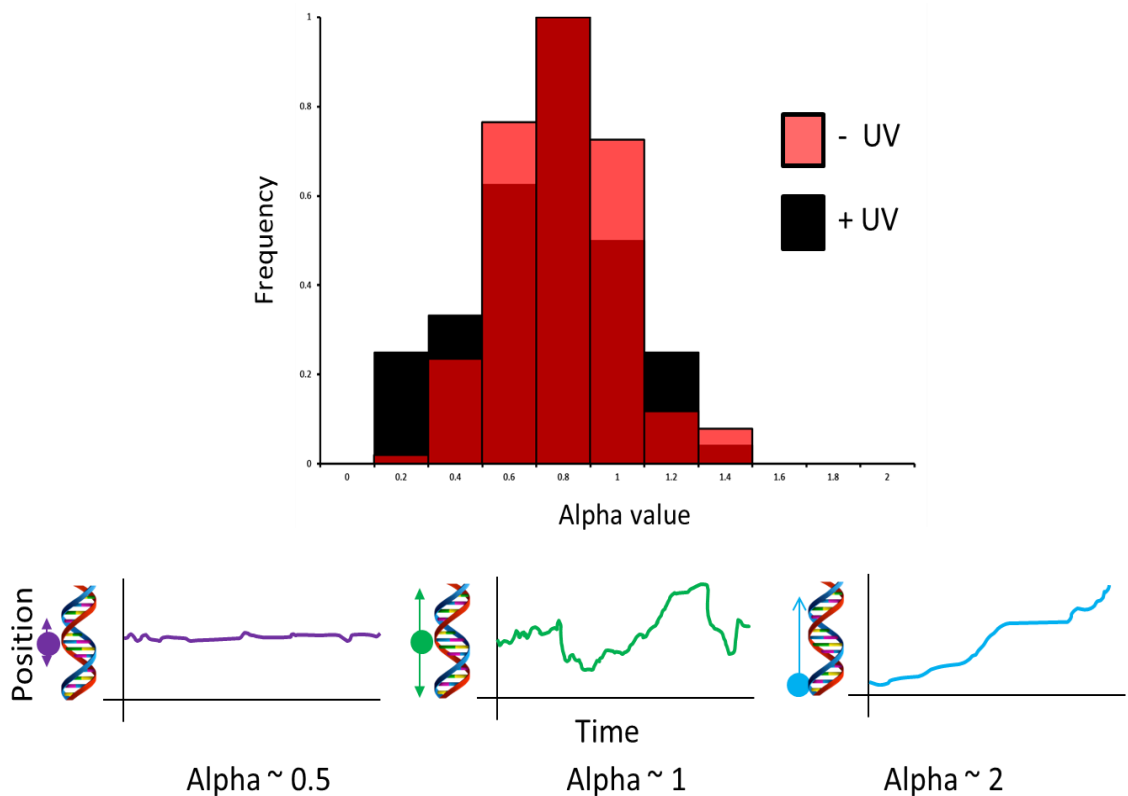 1
0.8
0.6
0.4
0.2
0
Frequency
- UV
+ UV
0 0.2 0.4 0.6 0.8 1 1.2 1.4 1.6 1.8 2
Alpha value
Position
Time
Alpha ~ 0.5 Alpha ~ 1 Alpha ~ 2